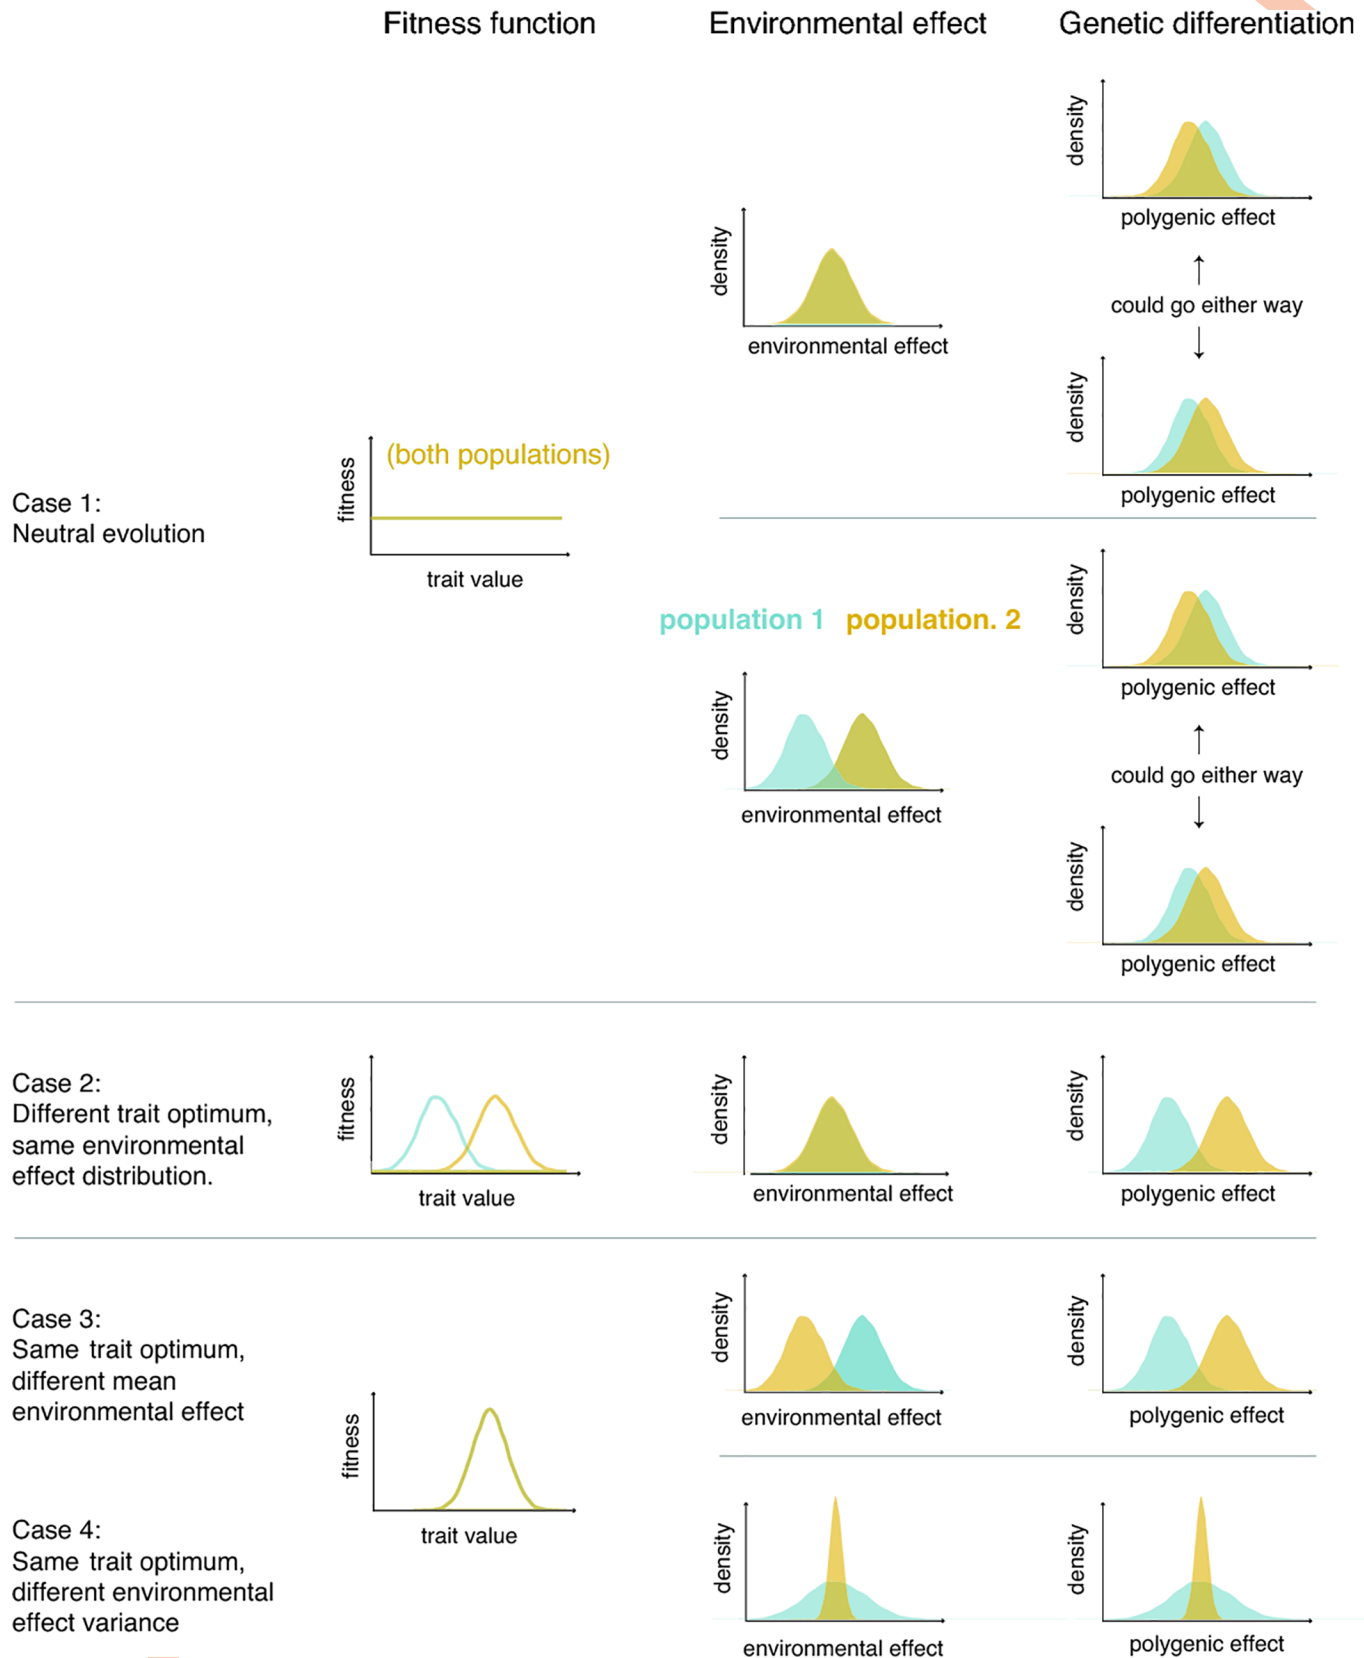 Fitness function
Environmental effect
Genetic differentiation
density
polygenic effect
density
environmental effect
could go either way
density
polygenic effect
Case 1:
Neutral evolution
fitness
(both populations)
trait value
density
polygenic effect
population 1 population. 2
density
environmental effect
could go either way
density
polygenic effect
Case 2:
Different trait optimum,
same environmental
effect distribution.
fitness
trait value
density
environmental effect
density
polygenic effect
Case 3:
Same trait optimum,
different mean
environmental effect
density
environmental effect
density
polygenic effect
fitness
trait value
Case 4:
Same trait optimum,
different environmental
effect variance
density
environmental effect
density
polygenic effect